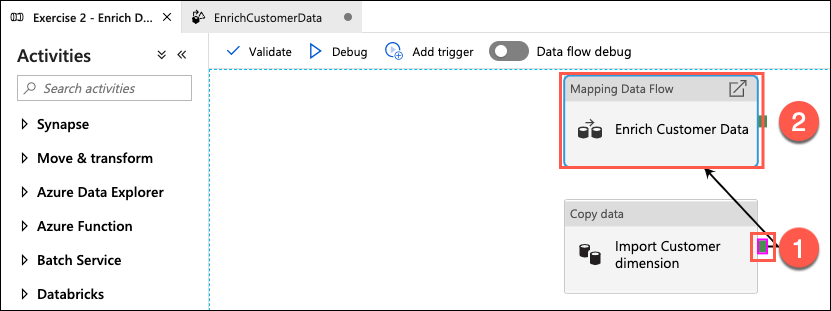 Exercise 2 - Enrich D...
EnrichCustomerData
Activities
Validate
Debug
Add trigger
Data flow debug
Search activities
Synapse
Move & transform
Azure Data Explorer
Azure Function
Batch Service
Databricks
Mapping Data Flow
Enrich Customer Data
2
Copy data
Import Customer
dimension
1